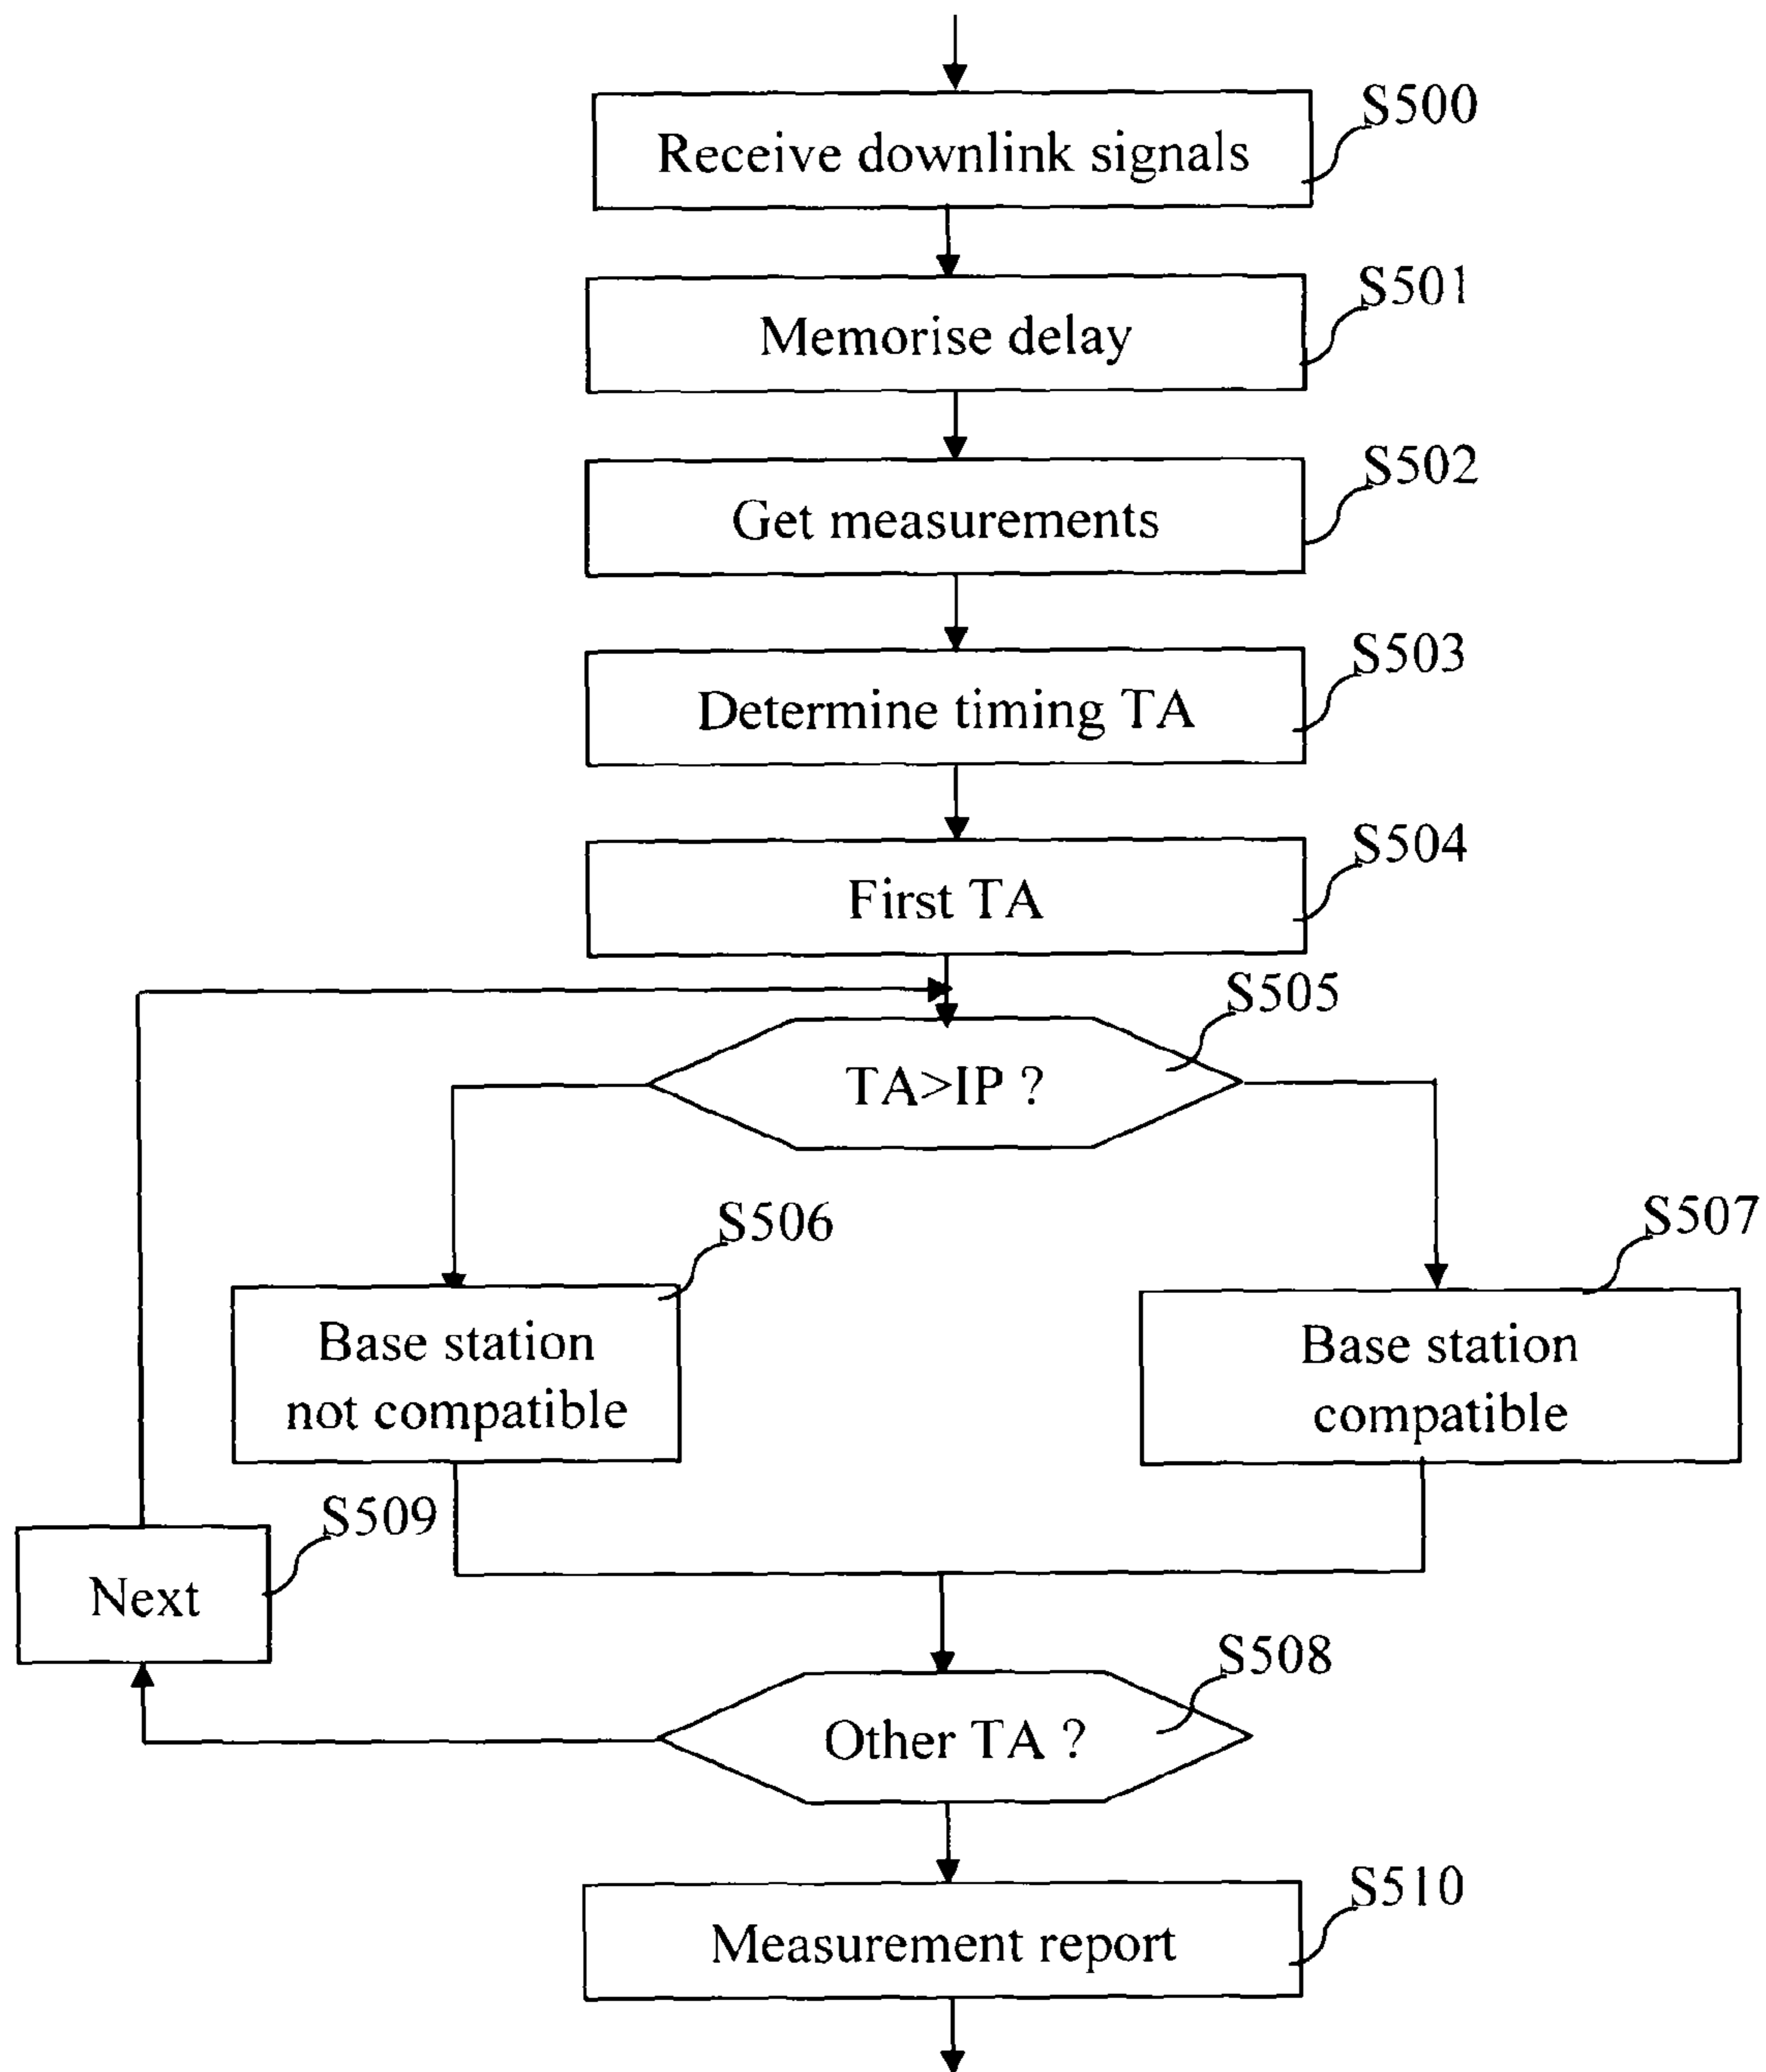 S500
Receive downlink signals
S501
Memorise delay
S502
Get measurements
S503
Determine timing TA
S504
First TA
S505
TA>IP ?
S506
S507
Base station
not compatible
Base station
compatible
S509
Next
S508
Other TA ?
S510
Measurement report